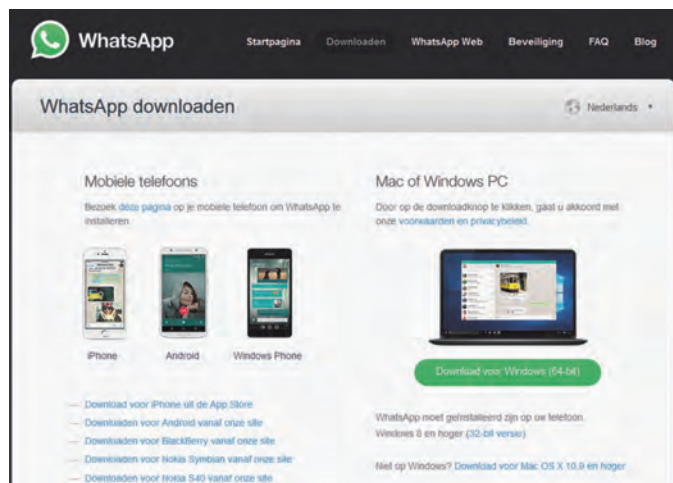 WhatsApp
Startpagina Downloaden WhatsApp Web Beveiliging FAQ Blog
WhatsApp downloaden
Nederlands
Mobiele telefoons
Bezoek deze pagina op je mobiele telefoon om WhatsApp te
installeren.
iPhone Android Windows Phone
— Download voor iPhone uit de App Store
— Downloaden voor Android vanaf onze site
— Downloaden voor BlackBerry vanaf onze site
— Downloaden voor Nokia Symbian vanaf onze site
— Downloaden voor Nokia S40 vanaf onze site
Mac of Windows PC
Door op de downloadknop te klikken, gaat u akkoord met
onze voorwaarden en privacybeleid.
Download voor Windows (64-bit)
WhatsApp moet geïnstalleerd zijn op uw telefoon.
Windows 8 en hoger (32-bit versie)
Niet op Windows? Download voor Mac OS X 10.9 en hoger